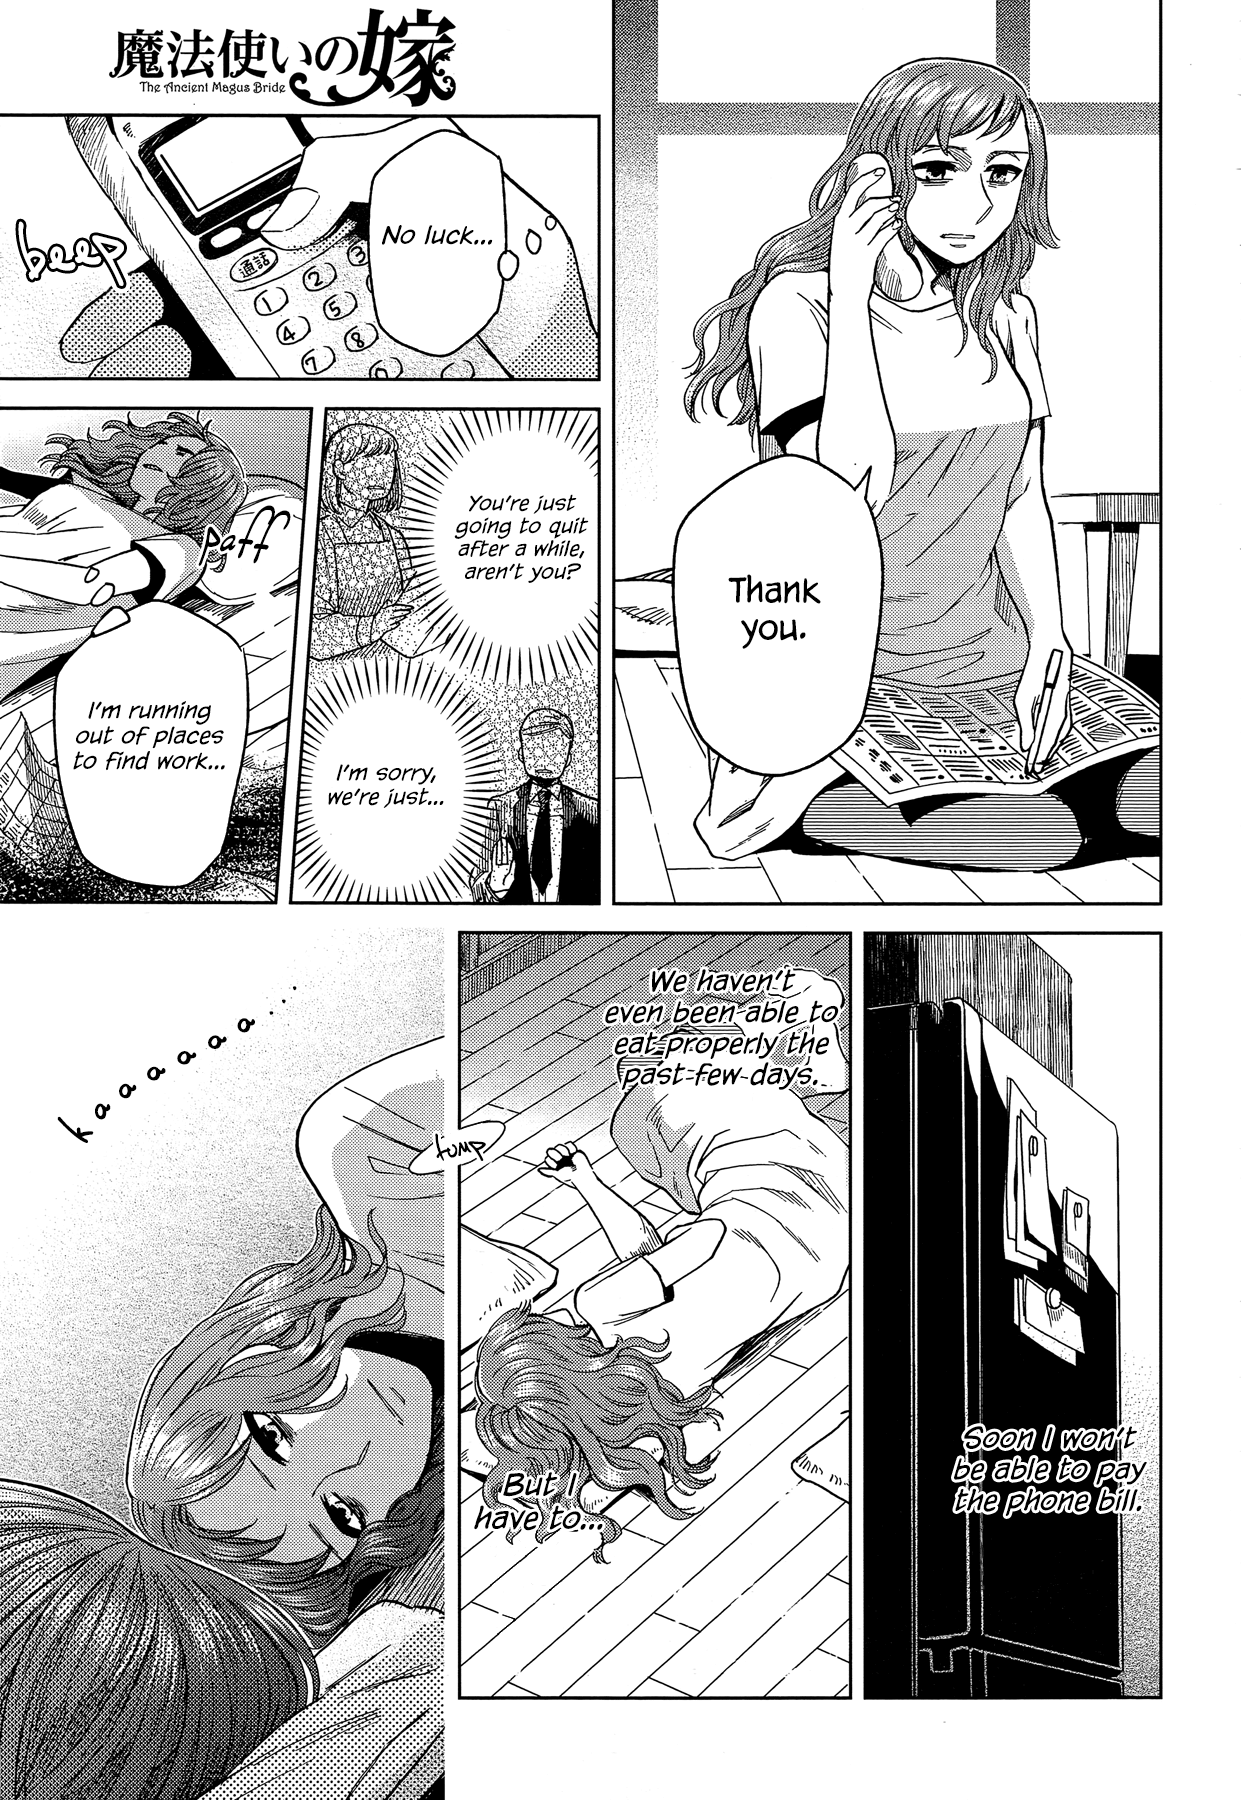 魔法使いの嫁
The Ancient Magus Bride
Thank
you.
No luck...
beep
通話
1 2 3
4 5
7 8
You're just
going to quit
after a while,
aren't you?
I'm sorry,
we're just...
paff
I'm running
out of places
to find work...
Soon I won't
be able to pay
the phone bill.
We haven't
even been able to
eat properly the
past few days.
But I
have to...
tump
kaaaaaa...